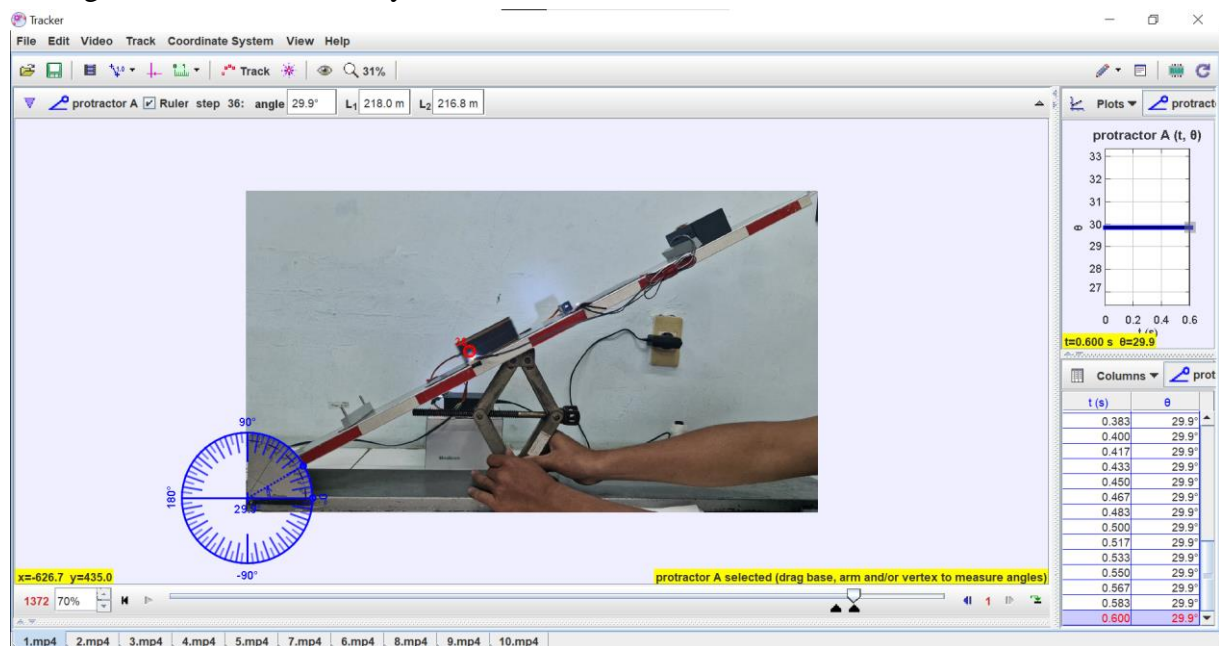 Tracker
File Edit Video Track Coordinate System View Help
Track 31%
protractor A Ruler step 36: angle 29.9° L1 218.0 m L2 216.8 m
Plots protract
protractor A (t, θ)
33
32
31
30
29
28
27
θ
0 0.2 0.4 0.6
t (s)
t=0.600 s θ=29.9
Columns prot
t (s) θ
0.383 29.9°
0.400 29.9°
0.417 29.9°
0.433 29.9°
0.450 29.9°
0.467 29.9°
0.483 29.9°
0.500 29.9°
0.517 29.9°
0.533 29.9°
0.550 29.9°
0.567 29.9°
0.583 29.9°
0.600 29.9°
90°
180°
-90°
x=-626.7 y=435.0
protractor A selected (drag base, arm and/or vertex to measure angles)
1372 70% 1
1.mp4 2.mp4 3.mp4 4.mp4 5.mp4 7.mp4 6.mp4 8.mp4 9.mp4 10.mp4